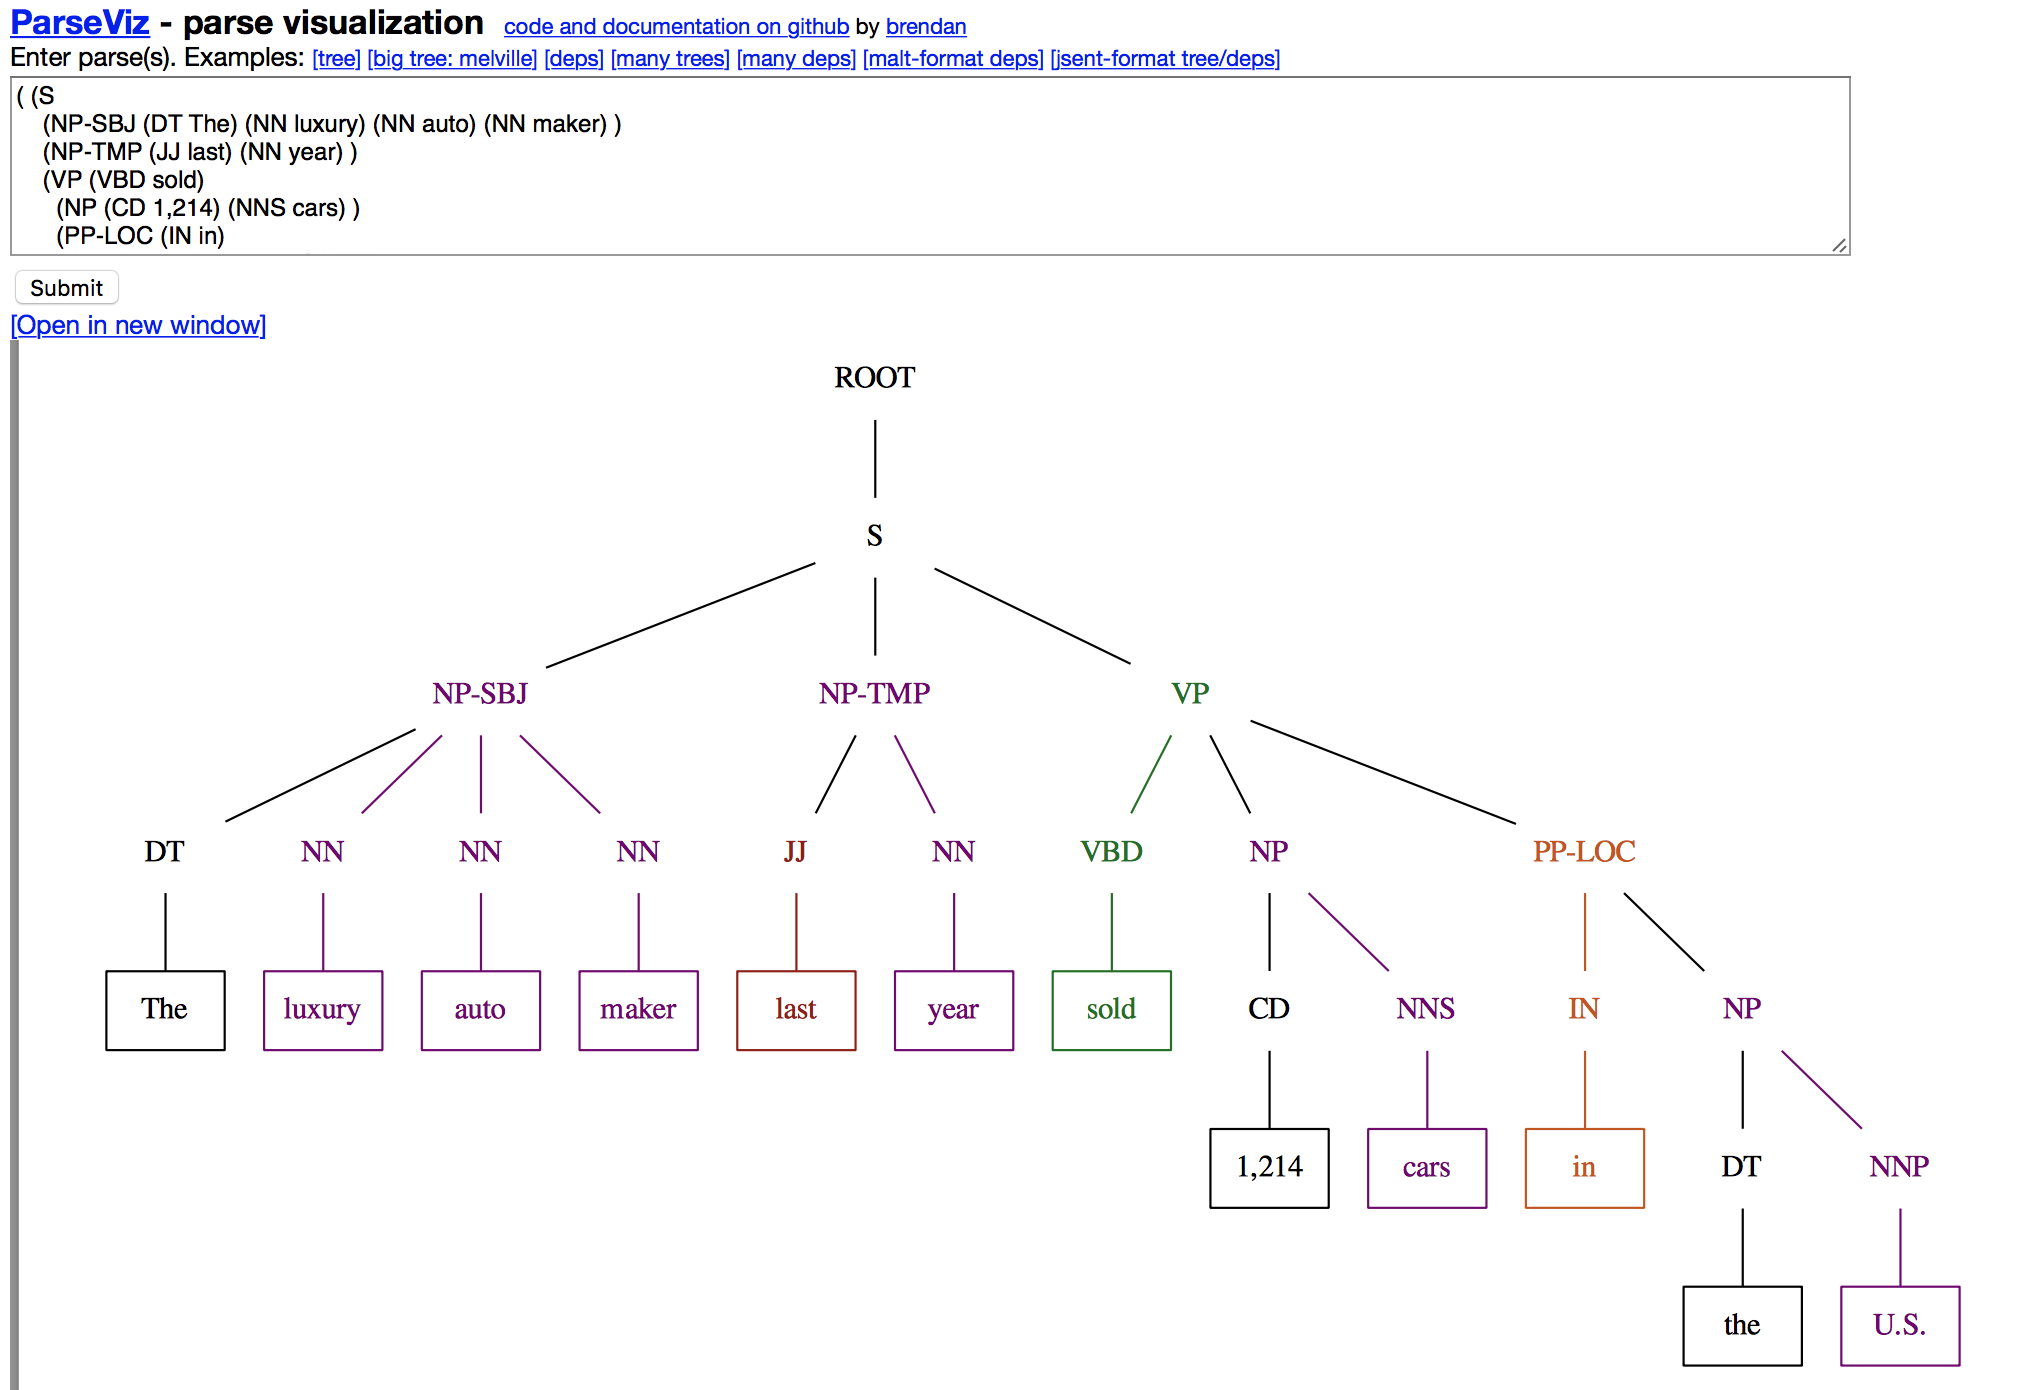 ParseViz - parse visualization code and documentation on github by brendan
Enter parse(s). Examples: [tree] [big tree: melville] [deps] [many trees] [many deps] [malt-format deps] [jsent-format tree/deps]
( (S
(NP-SBJ (DT The) (NN luxury) (NN auto) (NN maker) )
(NP-TMP (JJ last) (NN year) )
(VP (VBD sold)
(NP (CD 1,214) (NNS cars) )
(PP-LOC (IN in)
Submit
[Open in new window]
ROOT
S
NP-SBJ NP-TMP VP
DT NN NN NN JJ NN VBD NP PP-LOC
The luxury auto maker last year sold CD NNS IN NP
1,214 cars in DT NNP
the U.S.